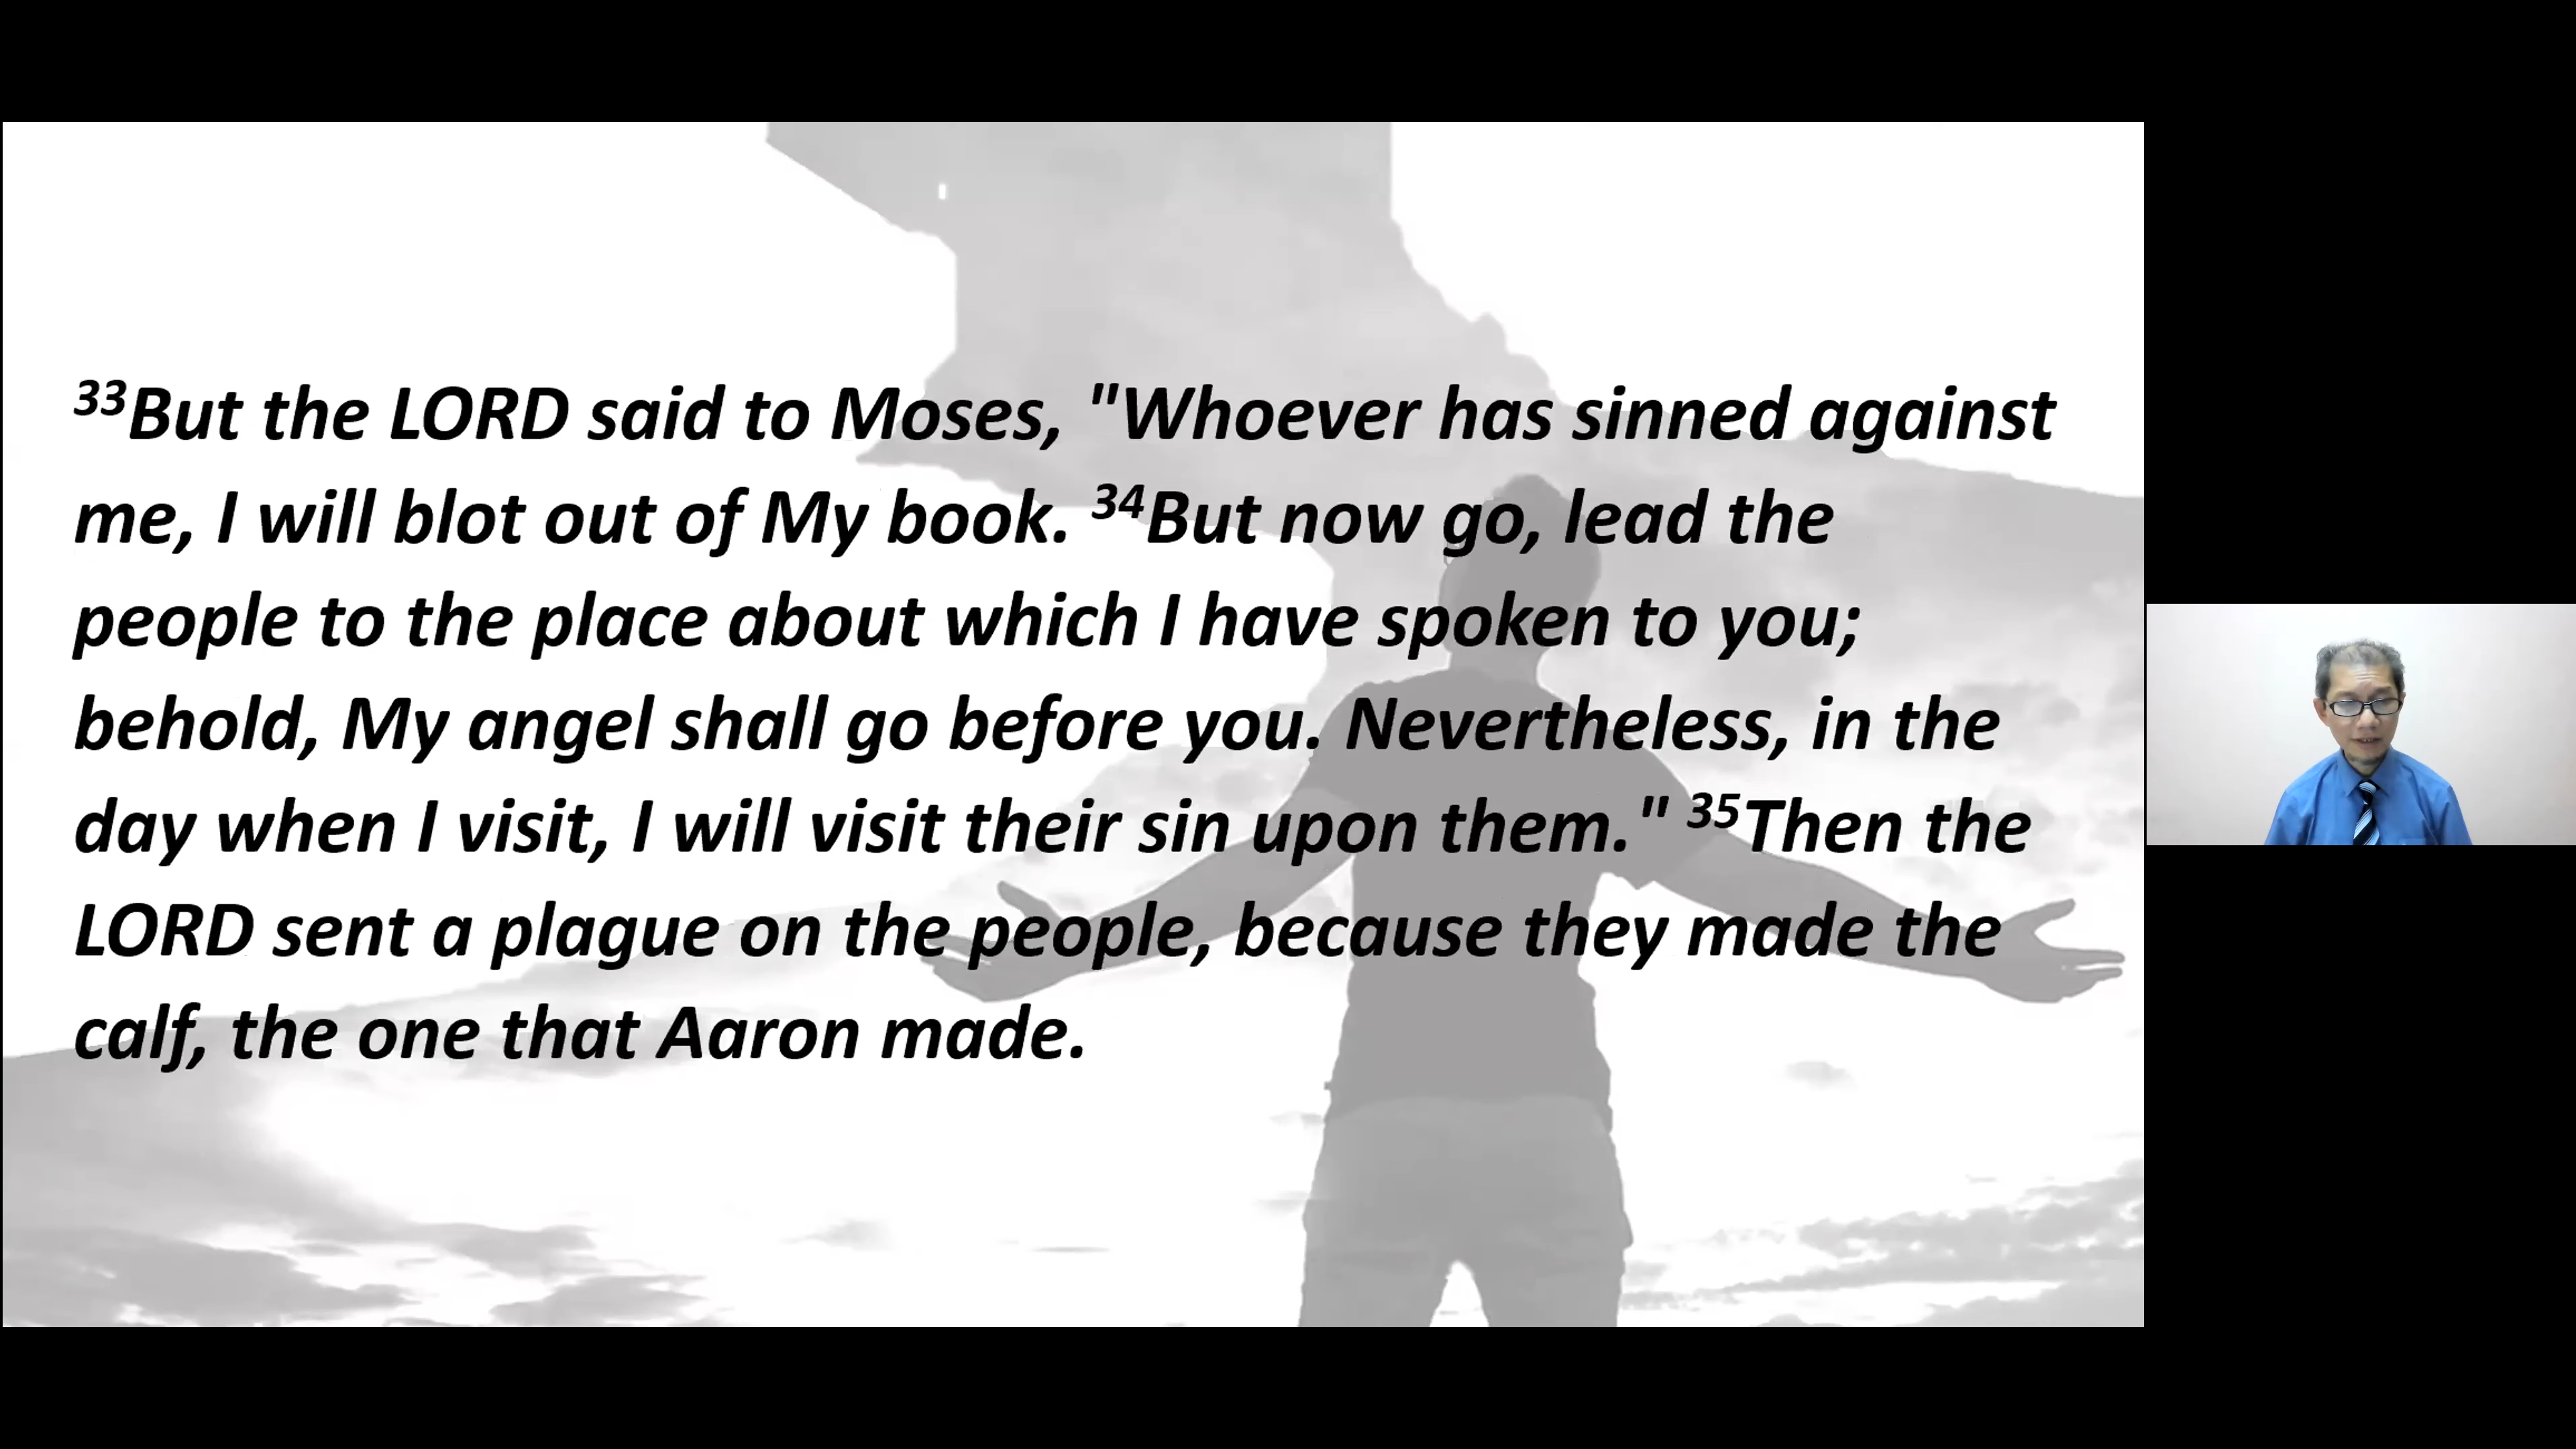 33But the LORD said to Moses, "Whoever has sinned against
me, I will blot out of My book. 34But now go, lead the
people to the place about which I have spoken to you;
behold, My angel shall go before you. Nevertheless, in the
day when I visit, I will visit their sin upon them." 35Then the
LORD sent a plague on the people, because they made the
calf, the one that Aaron made.